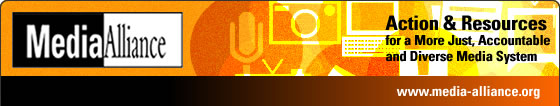 MediaAlliance
Action & Resources
for a More Just, Accountable
and Diverse Media System
www.media-alliance.org